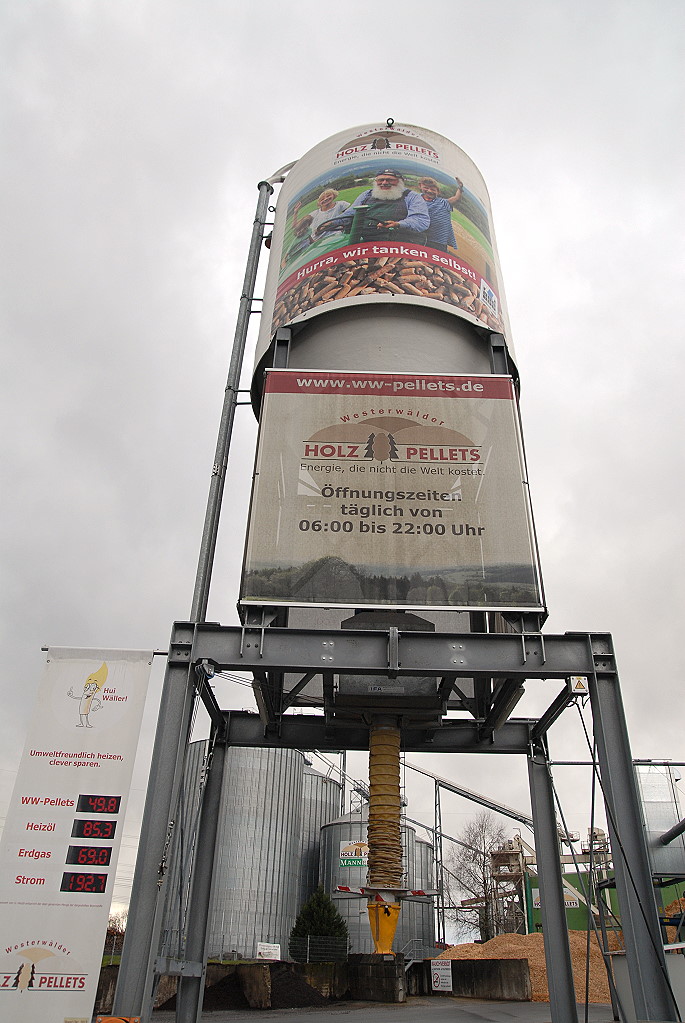 Westerwälder
HOLZ PELLETS
Energie, die nicht die Welt kostet.
Hurra, wir tanken selbst!
www.ww-pellets.de
Westerwälder
HOLZ PELLETS
Energie, die nicht die Welt kostet.
Öffnungszeiten
täglich von
06:00 bis 22:00 Uhr
Hui
Wäller!
Umweltfreundlich heizen,
clever sparen.
WW-Pellets 49.8
Heizöl 85.3
Erdgas 69.0
Strom 192.7
Westerwälder
HOLZ PELLETS
HOLZ PELLETS